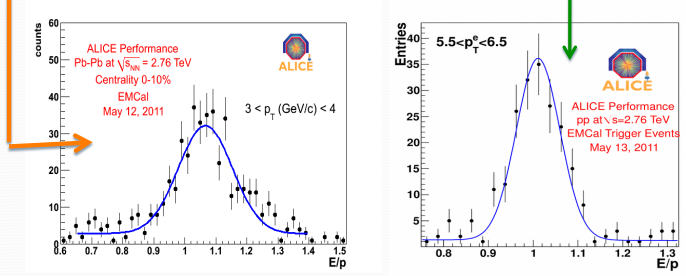 counts
60
50
40
30
20
10
0
0.6 0.7 0.8 0.9 1 1.1 1.2 1.3 1.4 1.5
E/p
ALICE Performance
Pb-Pb at √sNN = 2.76 TeV
Centrality 0-10%
EMCal
May 12, 2011
ALICE
3 < pT (GeV/c) < 4
Entries
40
35
30
25
20
15
10
5
0.8 0.9 1 1.1 1.2 1.3
E/p
5.5<peT<6.5
ALICE
ALICE Performance
pp at √s=2.76 TeV
EMCal Trigger Events
May 13, 2011